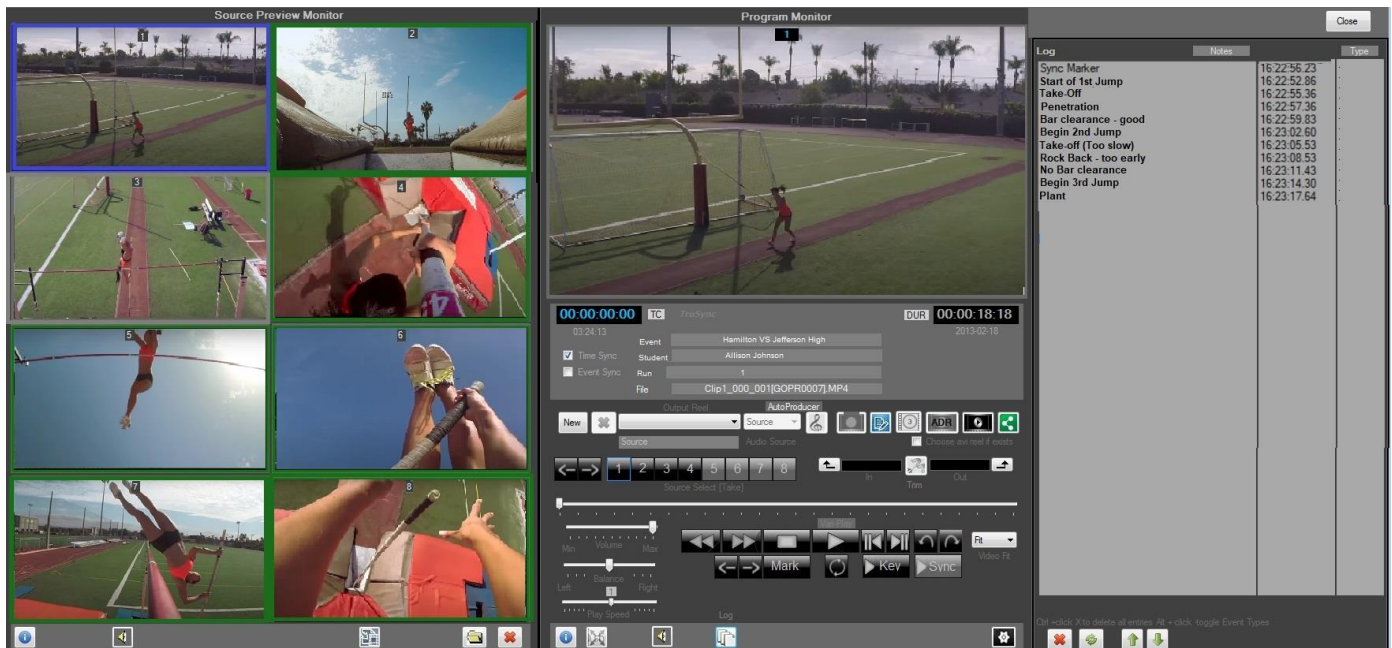 Source Preview Monitor
1
2
3
4
5
6
7
8
Program Monitor
1
00:00:00:00 TC FrmSync DUR 00:00:18:18
03:24:13 2013-02-18
Event Hamilton VS Jefferson High
Time Sync Student Allison Johnson
Event Sync Run 1
File Clip1_000_001[GOPR0007].MP4
Output Reel AutoProducer
New Source ADR
Source Audio Source Choose avi reel if exists
<-- --> 1 2 3 4 5 6 7 8
Source Select [Take] In Trim Out
Var-Play
Min Volume Max
Fit
Video Fit
<-- --> Mark Key Sync
Left Balance Right
1
Play Speed
Log
Close
Log Notes Type
Sync Marker 16:22:56.23
Start of 1st Jump 16:22:52.86
Take-Off 16:22:55.36
Penetration 16:22:57.36
Bar clearance - good 16:22:59.83
Begin 2nd Jump 16:23:02.60
Take-off (Too slow) 16:23:05.53
Rock Back - too early 16:23:08.53
No Bar clearance 16:23:11.43
Begin 3rd Jump 16:23:14.30
Plant 16:23:17.64
Ctrl +click X to delete all entries Alt + click -toggle Event Types